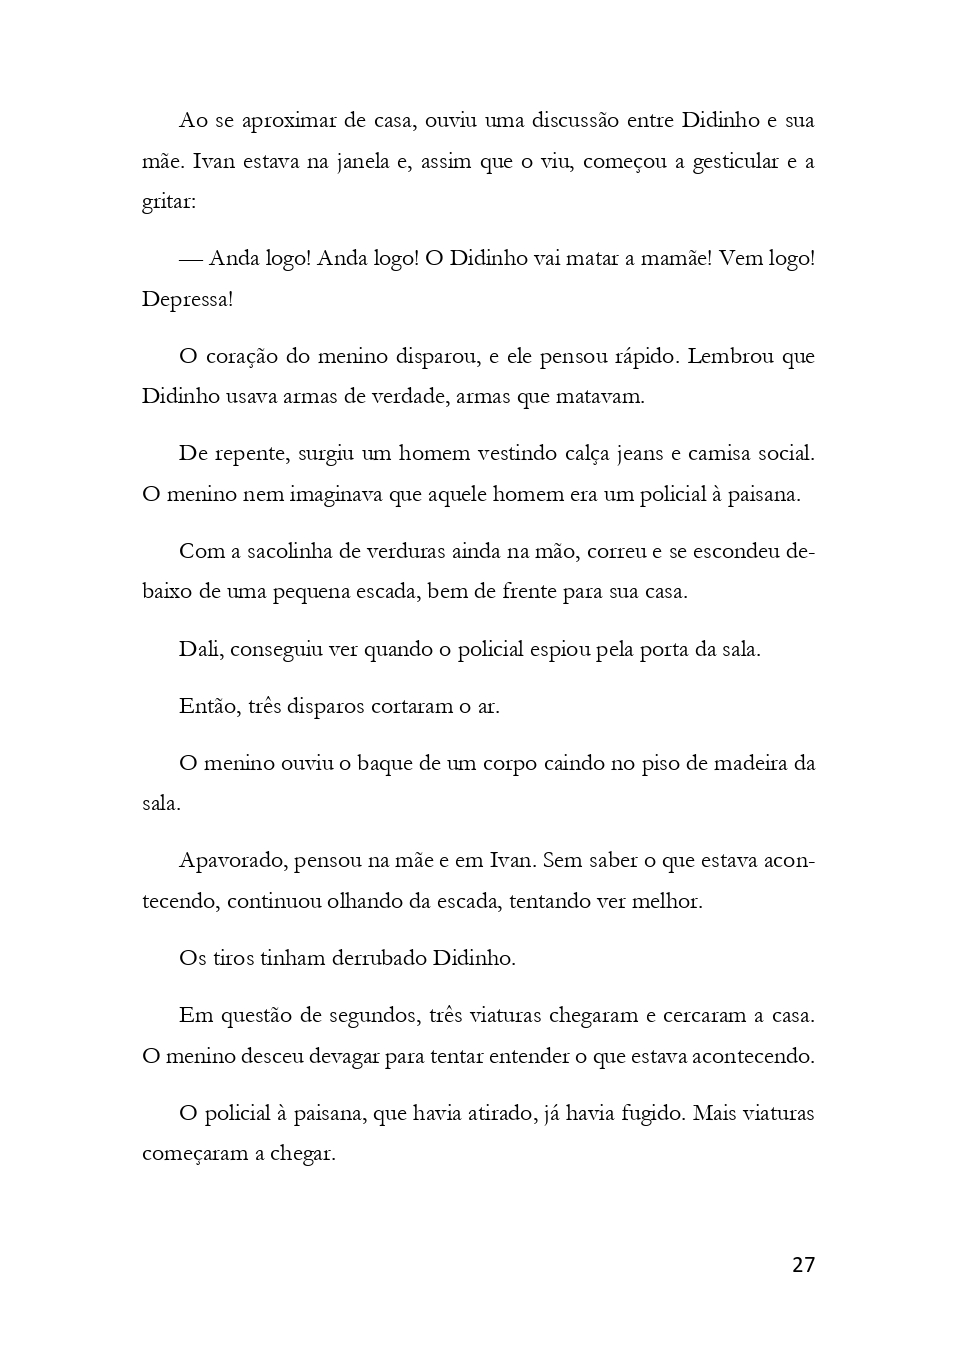 Ao se aproximar de casa, ouviu uma discussão entre Didinho e sua
mãe. Ivan estava na janela e, assim que o viu, começou a gesticular e a
gritar:
— Anda logo! Anda logo! O Didinho vai matar a mamãe! Vem logo!
Depressa!
O coração do menino disparou, e ele pensou rápido. Lembrou que
Didinho usava armas de verdade, armas que matavam.
De repente, surgiu um homem vestindo calça jeans e camisa social.
O menino nem imaginava que aquele homem era um policial à paisana.
Com a sacolinha de verduras ainda na mão, correu e se escondeu de-
baixo de uma pequena escada, bem de frente para sua casa.
Dali, conseguiu ver quando o policial espiou pela porta da sala.
Então, três disparos cortaram o ar.
O menino ouviu o baque de um corpo caindo no piso de madeira da
sala.
Apavorado, pensou na mãe e em Ivan. Sem saber o que estava acon-
tecendo, continuou olhando da escada, tentando ver melhor.
Os tiros tinham derrubado Didinho.
Em questão de segundos, três viaturas chegaram e cercaram a casa.
O menino desceu devagar para tentar entender o que estava acontecendo.
O policial à paisana, que havia atirado, já havia fugido. Mais viaturas
começaram a chegar.
27